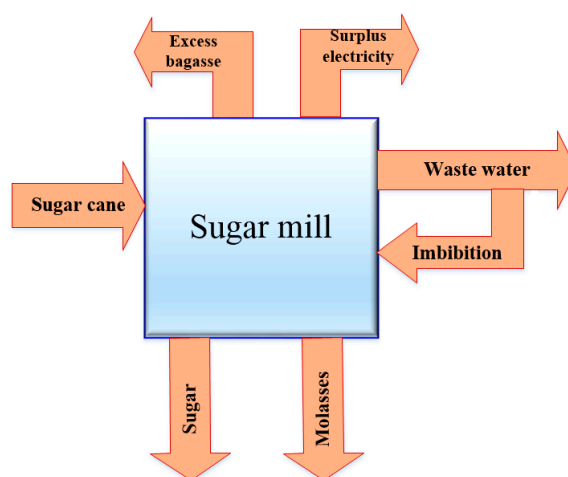 Excess
bagasse
Surplus
electricity
Waste water
Sugar cane
Sugar mill
Imbibition
Sugar
Molasses